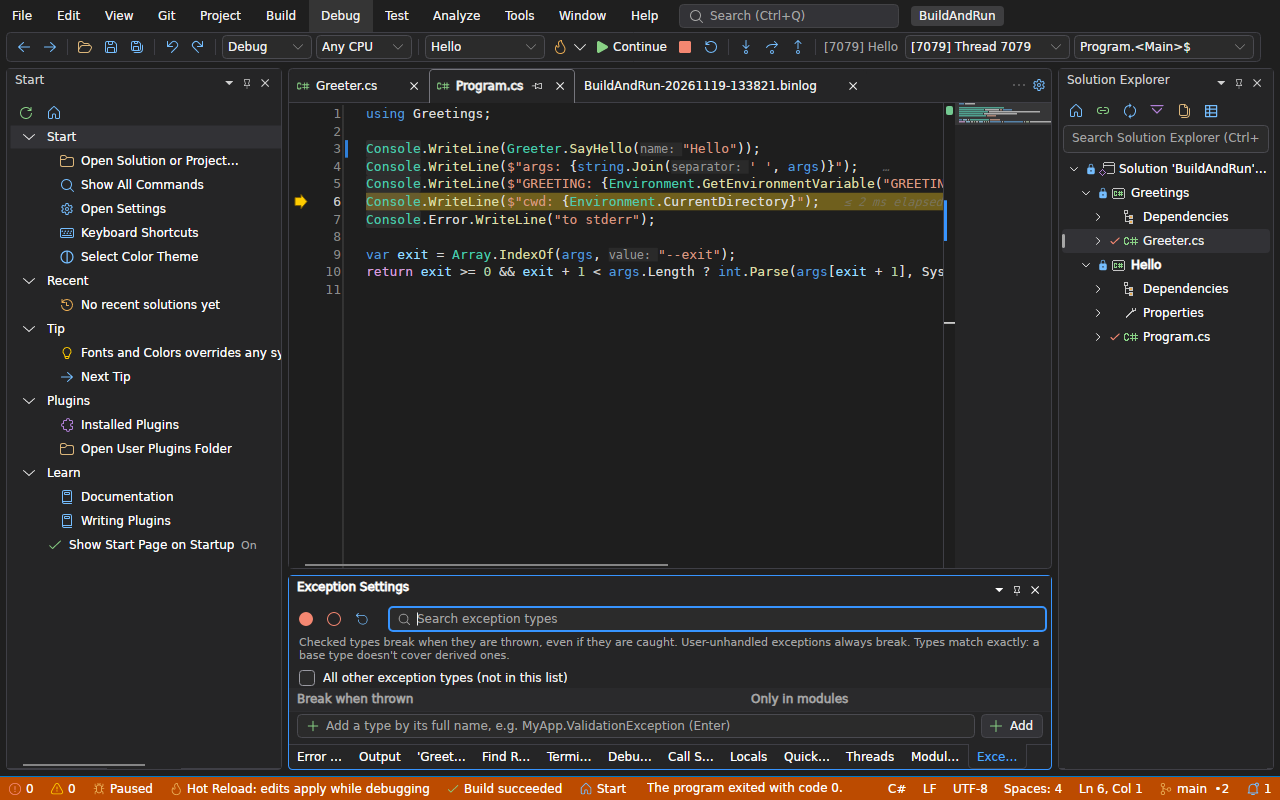 File Edit View Git Project Build Debug Test Analyze Tools Window Help Search (Ctrl+Q) BuildAndRun
Debug Any CPU Hello Continue [7079] Hello [7079] Thread 7079 Program.<Main>$
Start
Start
Open Solution or Project...
Show All Commands
Open Settings
Keyboard Shortcuts
Select Color Theme
Recent
No recent solutions yet
Tip
Fonts and Colors overrides any sy
Next Tip
Plugins
Installed Plugins
Open User Plugins Folder
Learn
Documentation
Writing Plugins
Show Start Page on Startup On
C# Greeter.cs C# Program.cs BuildAndRun-20261119-133821.binlog
1 using Greetings;
2
3 Console.WriteLine(Greeter.SayHello(name: "Hello"));
4 Console.WriteLine($"args: {string.Join(separator: ' ', args)}"); …
5 Console.WriteLine($"GREETING: {Environment.GetEnvironmentVariable("GREETIN
6 Console.WriteLine($"cwd: {Environment.CurrentDirectory}"); ≤ 2 ms elapsed
7 Console.Error.WriteLine("to stderr");
8
9 var exit = Array.IndexOf(args, value: "--exit");
10 return exit >= 0 && exit + 1 < args.Length ? int.Parse(args[exit + 1], Sys
11
Exception Settings
Search exception types
Checked types break when they are thrown, even if they are caught. User-unhandled exceptions always break. Types match exactly: a
base type doesn't cover derived ones.
All other exception types (not in this list)
Break when thrown Only in modules
Add a type by its full name, e.g. MyApp.ValidationException (Enter) Add
Error ... Output 'Greet... Find R... Termi... Debu... Call S... Locals Quick... Threads Modul... Exce...
Solution Explorer
Search Solution Explorer (Ctrl+
Solution 'BuildAndRun'...
Greetings
Dependencies
C# Greeter.cs
C# Hello
Dependencies
Properties
C# Program.cs
0 0 Paused Hot Reload: edits apply while debugging Build succeeded Start The program exited with code 0. C# LF UTF-8 Spaces: 4 Ln 6, Col 1 main •2 1